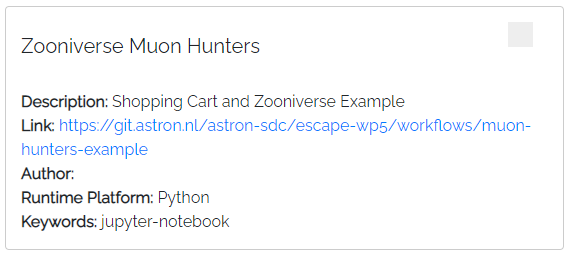 Zooniverse Muon Hunters
Description: Shopping Cart and Zooniverse Example
Link: https://git.astron.nl/astron-sdc/escape-wp5/workflows/muon-
hunters-example
Author:
Runtime Platform: Python
Keywords: jupyter-notebook